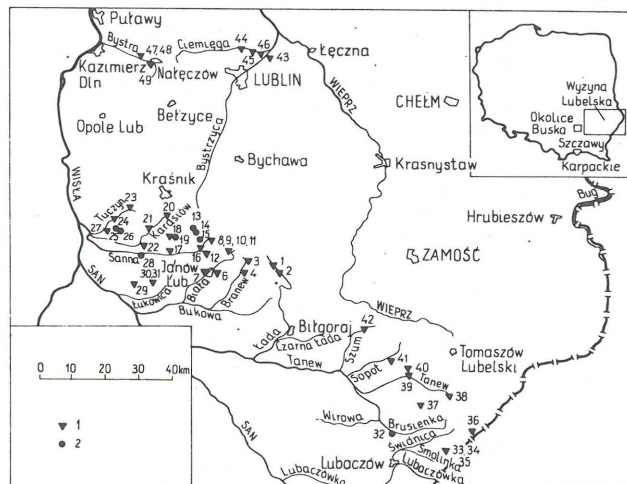 Puławy
Bystra
47,48
Ciemięga
44
46
45
43
Łęczna
Kazimierz
Dln
49
Nałęczów
LUBLIN
WIEPRZ
CHEŁM
Wyżyna
Lubelska
Okolice
Buska
Szczawy
Karpackie
Opole Lub
Bełżyce
Bystrzyca
Bychawa
Krasnystaw
Bug
WISŁA
Kraśnik
Hrubieszów
Tuczyn
23
24
25
26
27
20
21
Karasiów
13
14
15
18
19
22
16
17
12
8,9,10,11
Sanna
28
3
1
2
ZAMOŚĆ
SAN
Janów
Lub
7
6
4
30,31
29
Łukowica
Biała
Branew
Bukowa
WIEPRZ
Łada
Biłgoraj
Czarna Łada
Szum
42
Tanew
Sopot
41
40
39
Tanew
Tomaszów
Lubelski
38
37
Wirowa
Brusienka
32
36
Świdnica
33,34
35
Smolinka
SAN
Lubaczów
Lubaczówka
Lubaczówka
0 10 20 30 40km
1
2